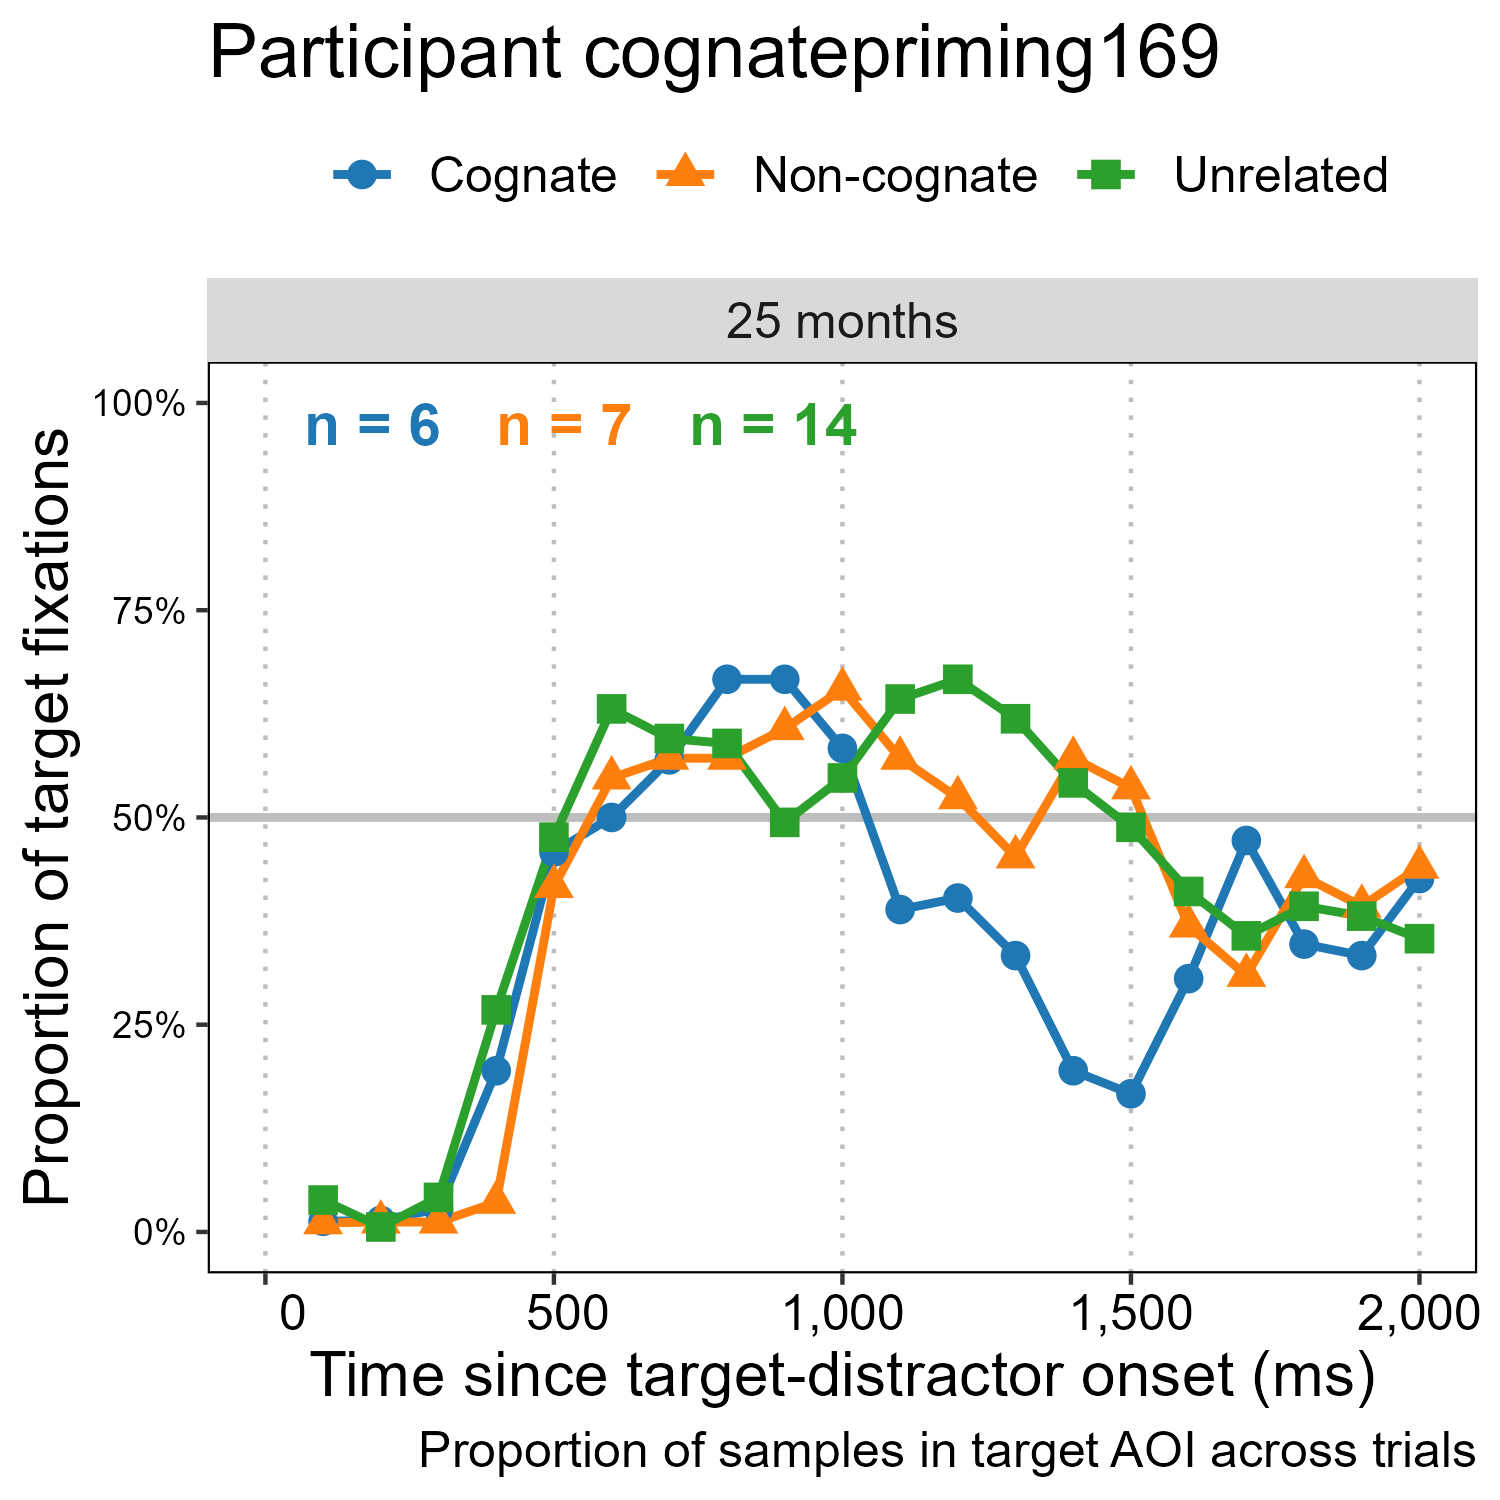 Participant cognatepriming169
Cognate Non-cognate Unrelated
25 months
n = 6 n = 7 n = 14
100%
75%
50%
25%
0%
Proportion of target fixations
0 500 1,000 1,500 2,000
Time since target-distractor onset (ms)
Proportion of samples in target AOI across trials